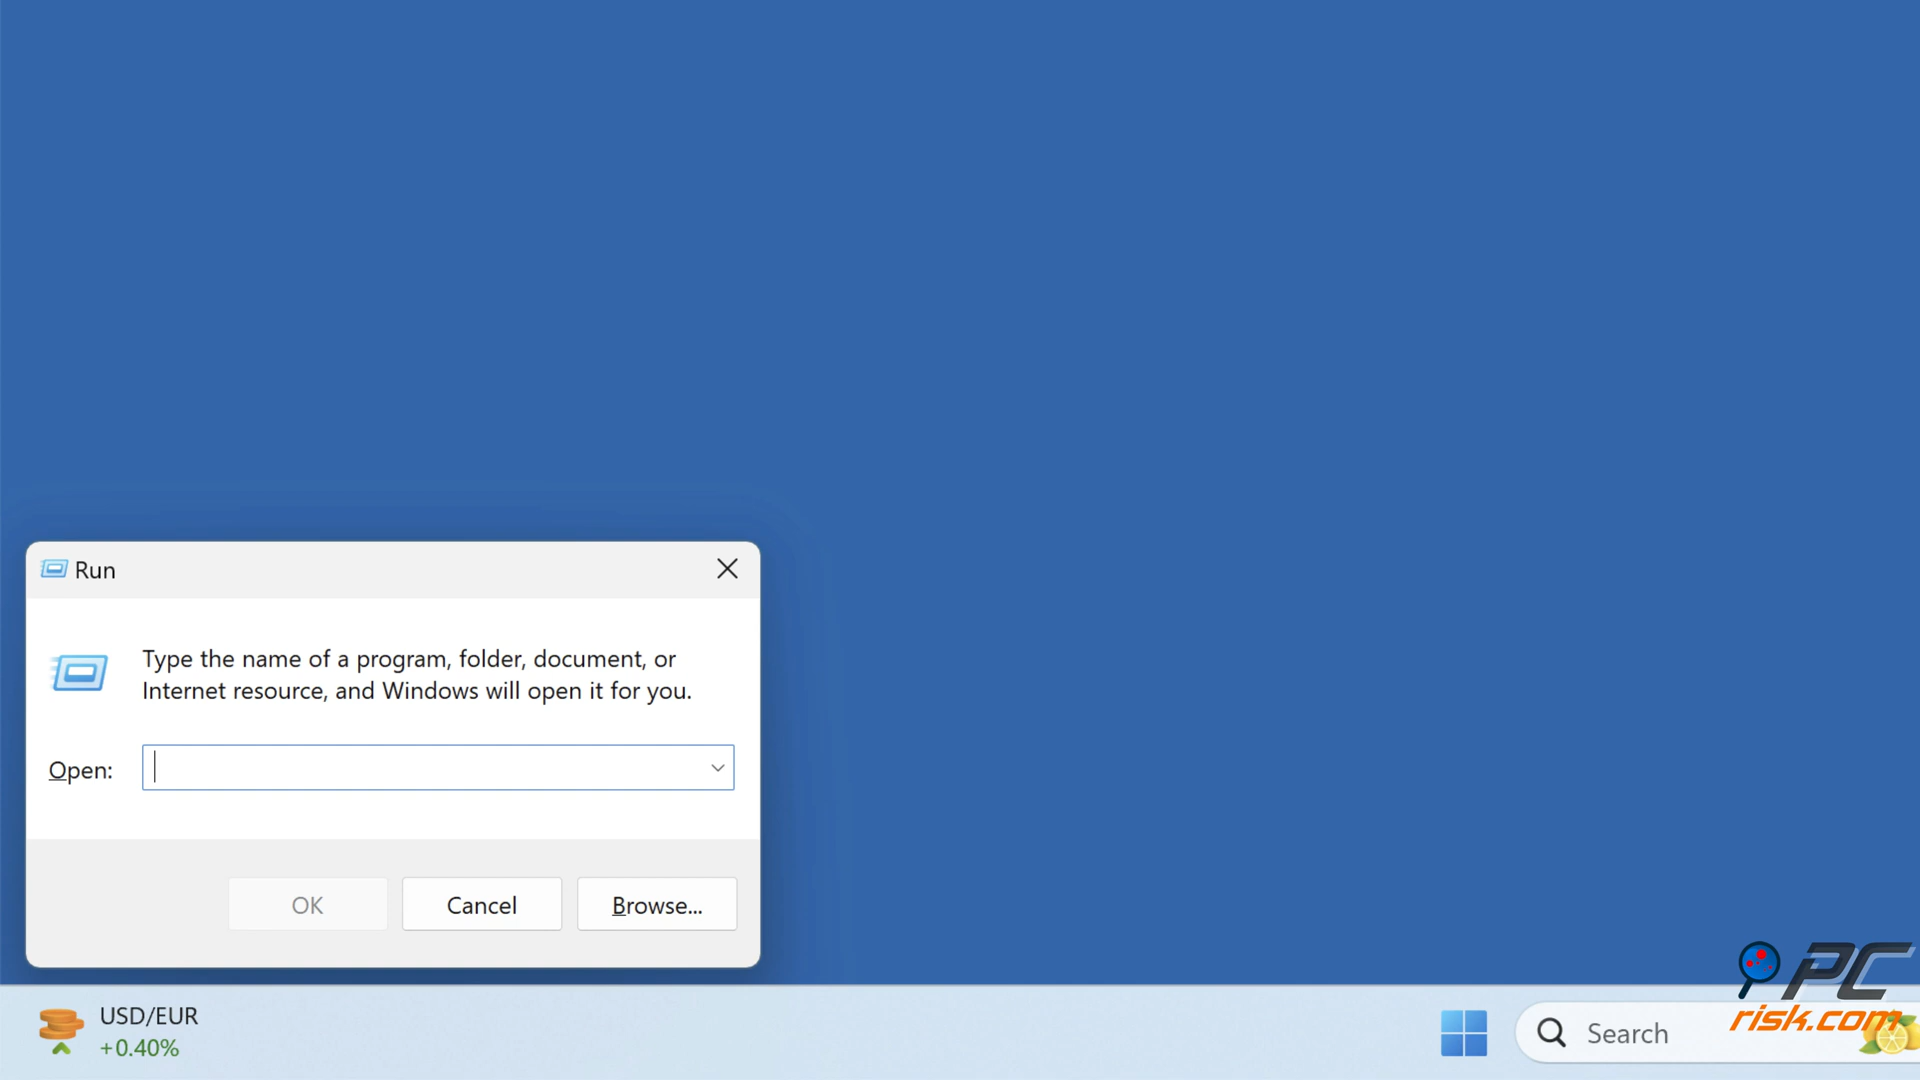 Run
Type the name of a program, folder, document, or
Internet resource, and Windows will open it for you.
Open:
OK
Cancel
Browse...
USD/EUR
+0.40%
Search
PC
risk.com